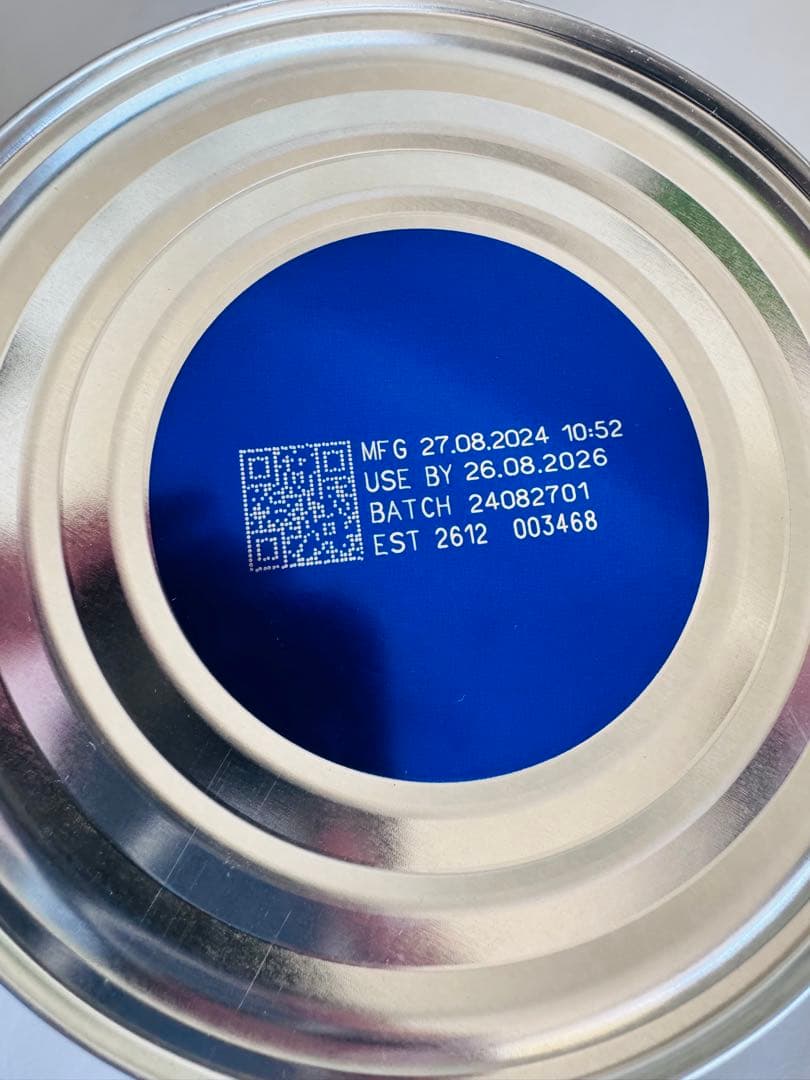 MFG 27.08.2024 10:52
USE BY 26.08.2026
BATCH 24082701
EST 2612 003468